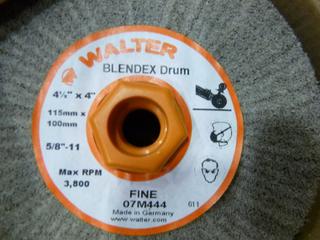 WALTER
BLENDEX Drum
4½" x 4"
115mm x
100mm
5/8"-11
Max RPM
3,800
FINE
07M444
Made in Germany
www.walter.com